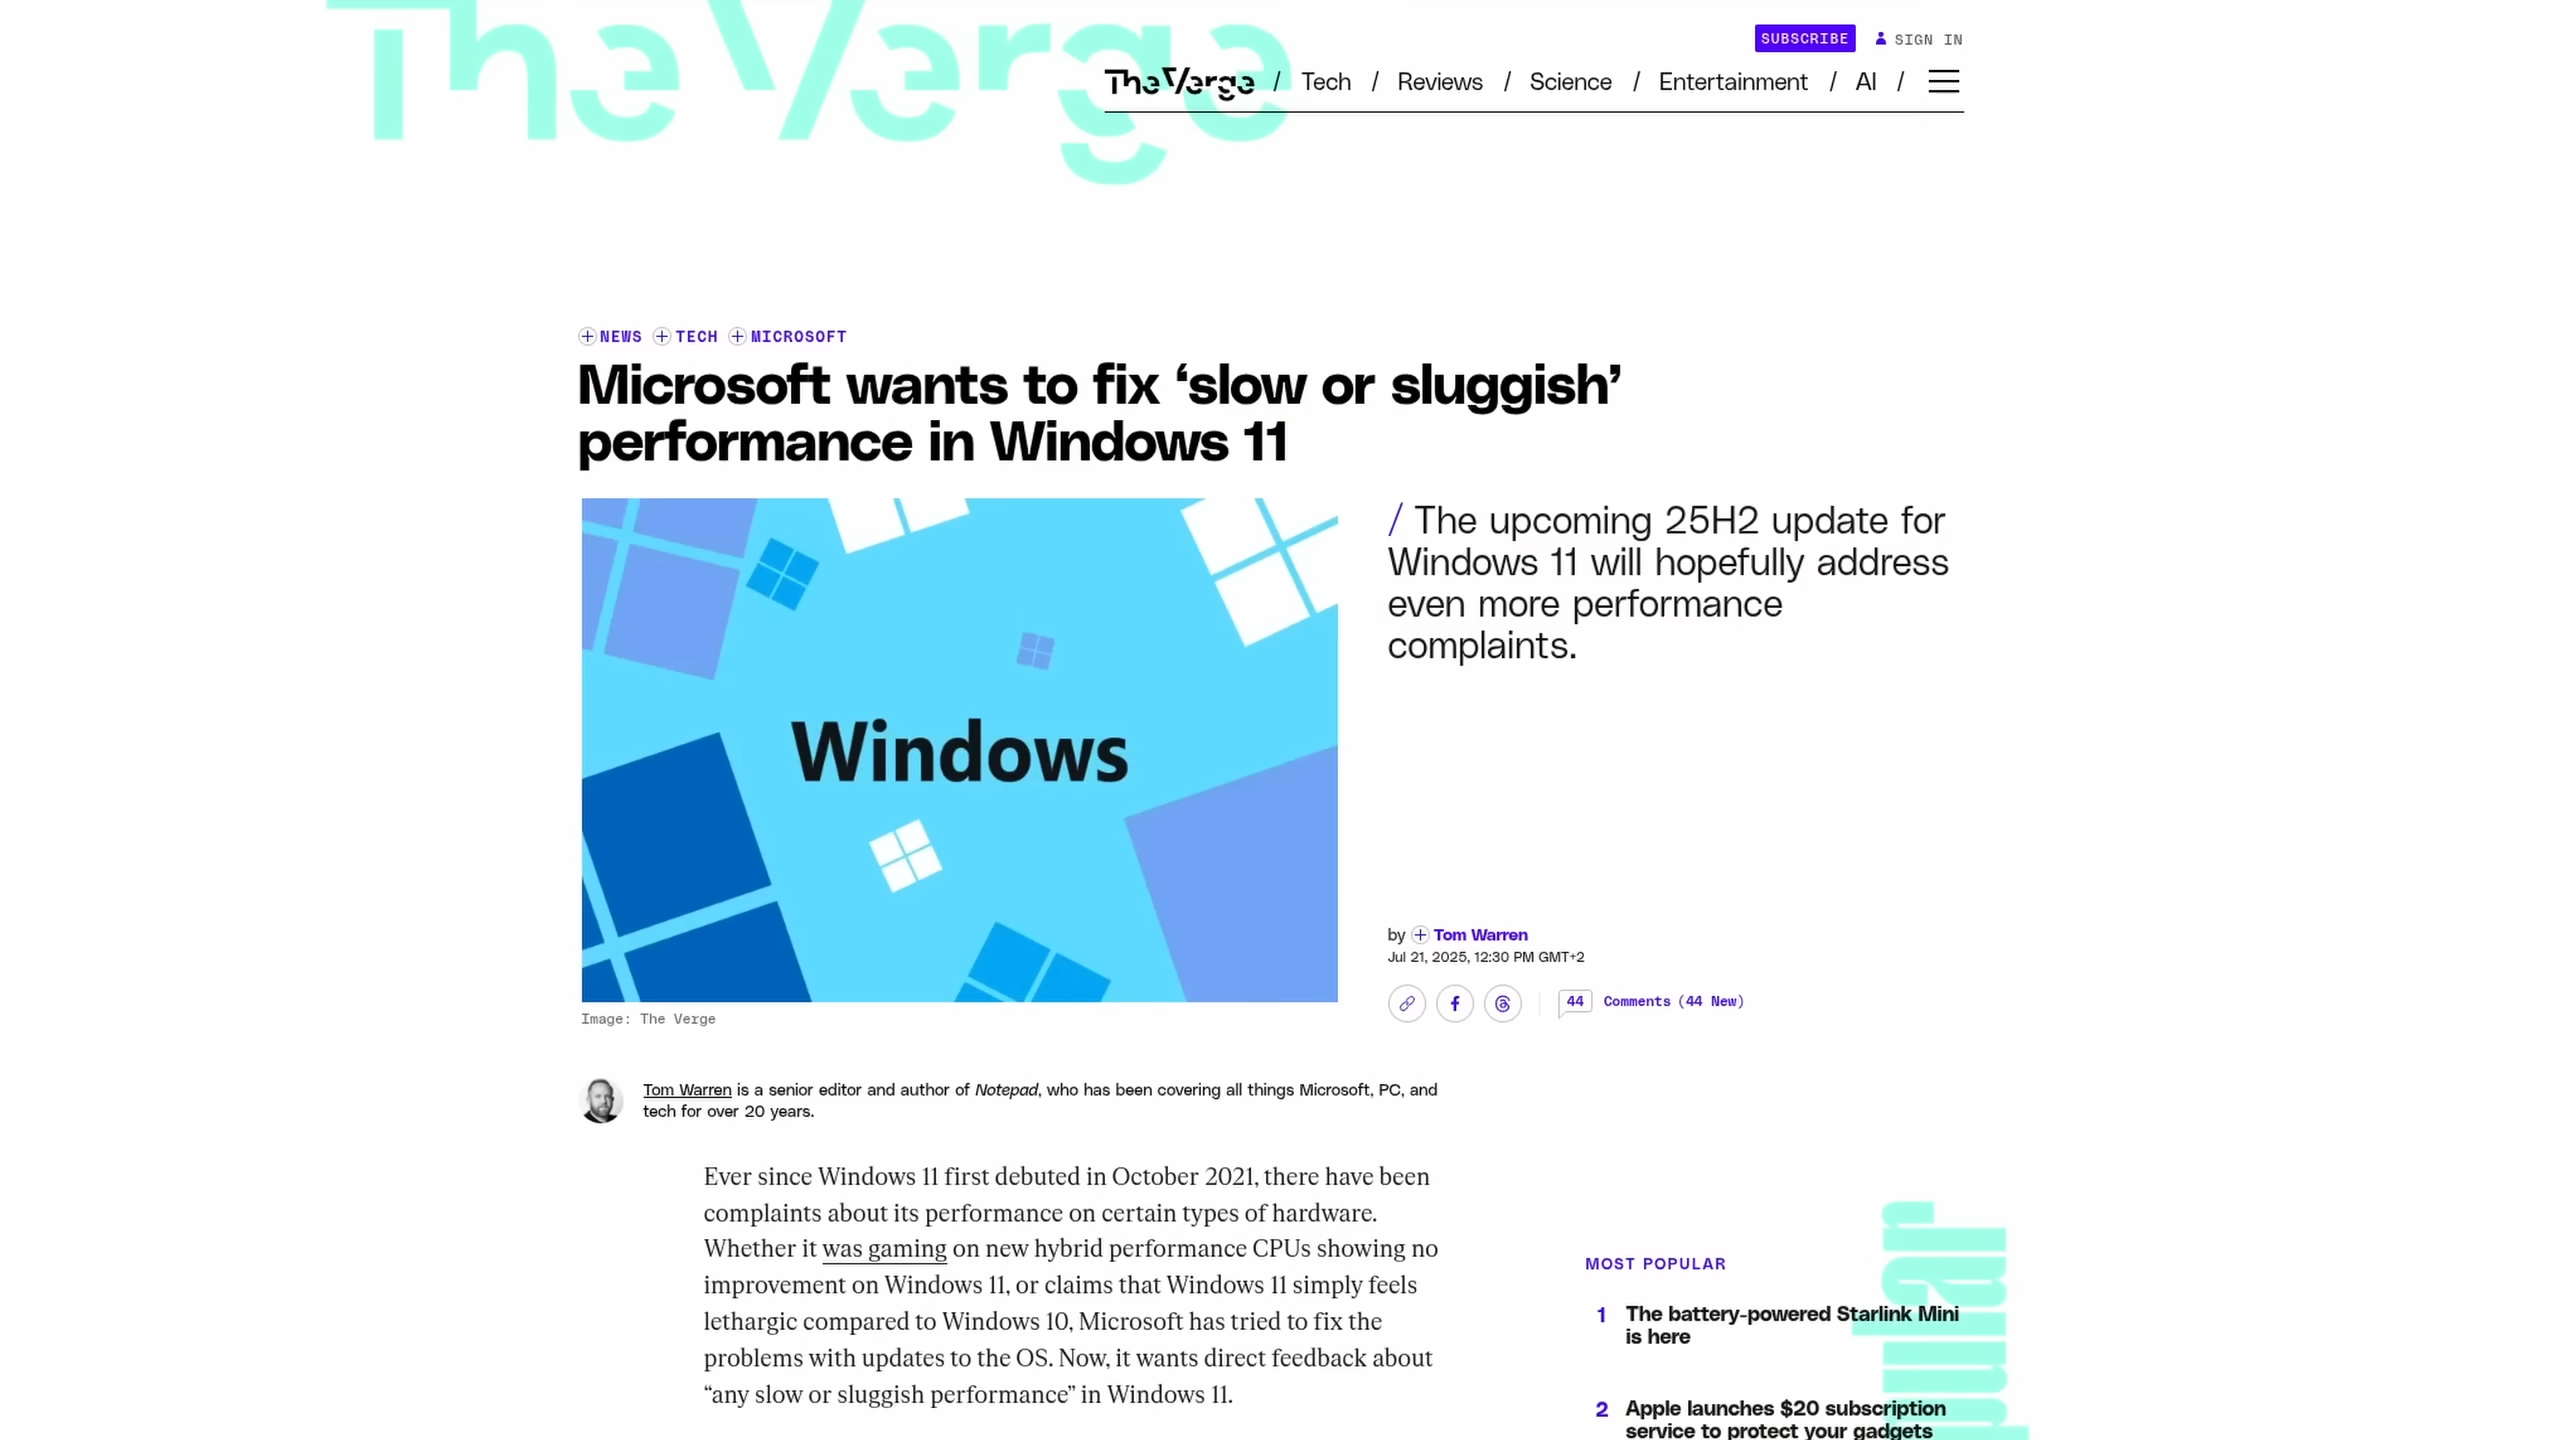 The Verge
SUBSCRIBE SIGN IN
The Verge / Tech / Reviews / Science / Entertainment / AI /
NEWS TECH MICROSOFT
Microsoft wants to fix ‘slow or sluggish’
performance in Windows 11
Windows
Image: The Verge
/ The upcoming 25H2 update for
Windows 11 will hopefully address
even more performance
complaints.
by Tom Warren
Jul 21, 2025, 12:30 PM GMT+2
44 Comments (44 New)
Tom Warren is a senior editor and author of Notepad, who has been covering all things Microsoft, PC, and
tech for over 20 years.
Ever since Windows 11 first debuted in October 2021, there have been
complaints about its performance on certain types of hardware.
Whether it was gaming on new hybrid performance CPUs showing no
improvement on Windows 11, or claims that Windows 11 simply feels
lethargic compared to Windows 10, Microsoft has tried to fix the
problems with updates to the OS. Now, it wants direct feedback about
“any slow or sluggish performance” in Windows 11.
MOST POPULAR
1 The battery-powered Starlink Mini
is here
2 Apple launches $20 subscription
service to protect your gadgets